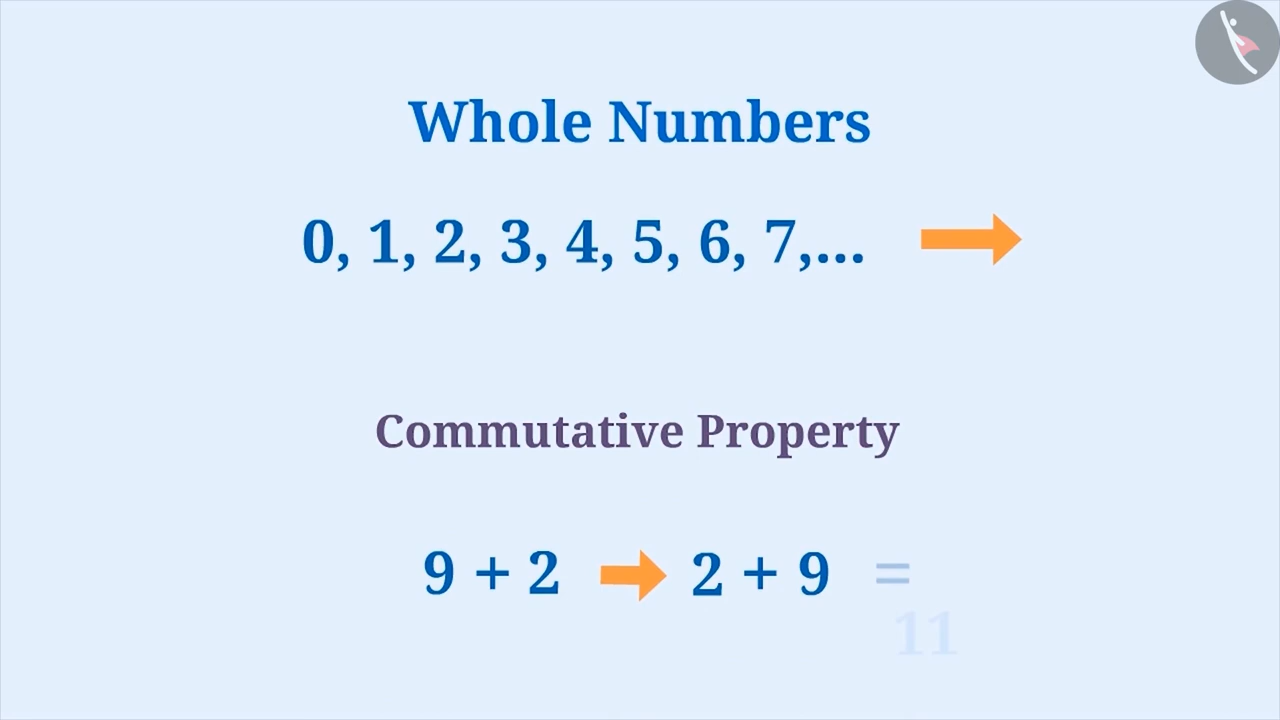 Whole Numbers
0, 1, 2, 3, 4, 5, 6, 7,...
Commutative Property
9 + 2 2 + 9 =
11